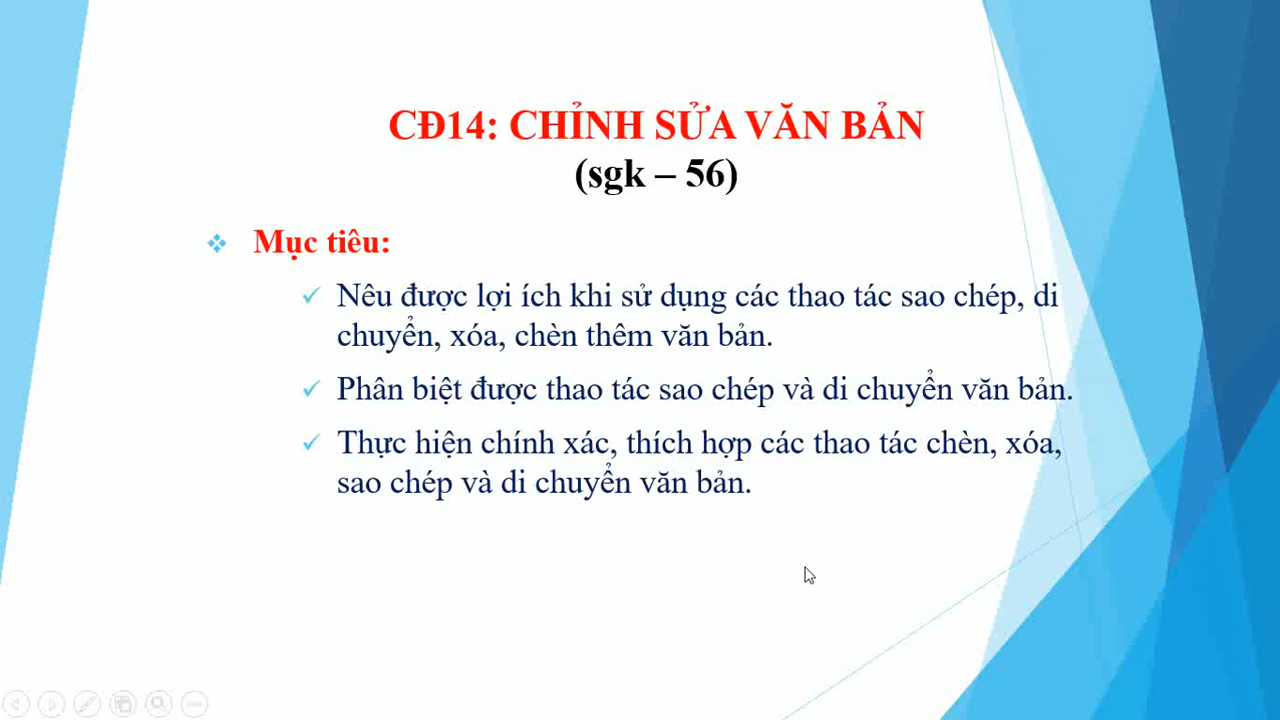 CĐ14: CHỈNH SỬA VĂN BẢN
(sgk – 56)
Mục tiêu:
Nêu được lợi ích khi sử dụng các thao tác sao chép, di
chuyển, xóa, chèn thêm văn bản.
Phân biệt được thao tác sao chép và di chuyển văn bản.
Thực hiện chính xác, thích hợp các thao tác chèn, xóa,
sao chép và di chuyển văn bản.